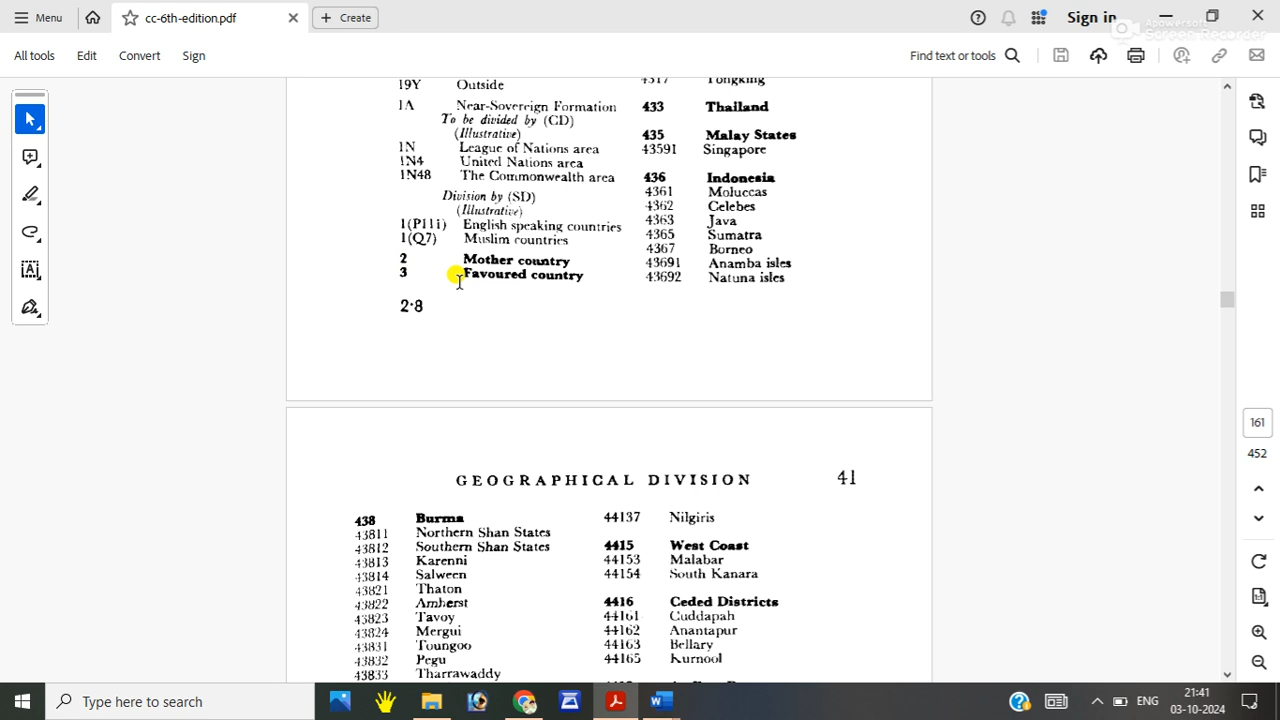 Menu
cc-6th-edition.pdf
Create
Sign in
Apowersoft
Screen Recorder
All tools
Edit
Convert
Sign
Find text or tools
19Y Outside
1A Near-Sovereign Formation
To be divided by (CD)
(Illustrative)
1N League of Nations area
1N4 United Nations area
1N48 The Commonwealth area
Division by (SD)
(Illustrative)
1(P111) English speaking countries
1(Q7) Muslim countries
2 Mother country
3 Favoured country
2·8
4317 Tongking
433 Thailand
435 Malay States
43591 Singapore
436 Indonesia
4361 Moluccas
4362 Celebes
4363 Java
4365 Sumatra
4367 Borneo
43691 Anamba isles
43692 Natuna isles
GEOGRAPHICAL DIVISION 41
438 Burma
43811 Northern Shan States
43812 Southern Shan States
43813 Karenni
43814 Salween
43821 Thaton
43822 Amherst
43823 Tavoy
43824 Mergui
43831 Toungoo
43832 Pegu
43833 Tharrawaddy
44137 Nilgiris
4415 West Coast
44153 Malabar
44154 South Kanara
4416 Ceded Districts
44161 Cuddapah
44162 Anantapur
44163 Bellary
44165 Kurnool
161
452
Type here to search
ENG
21:41
03-10-2024